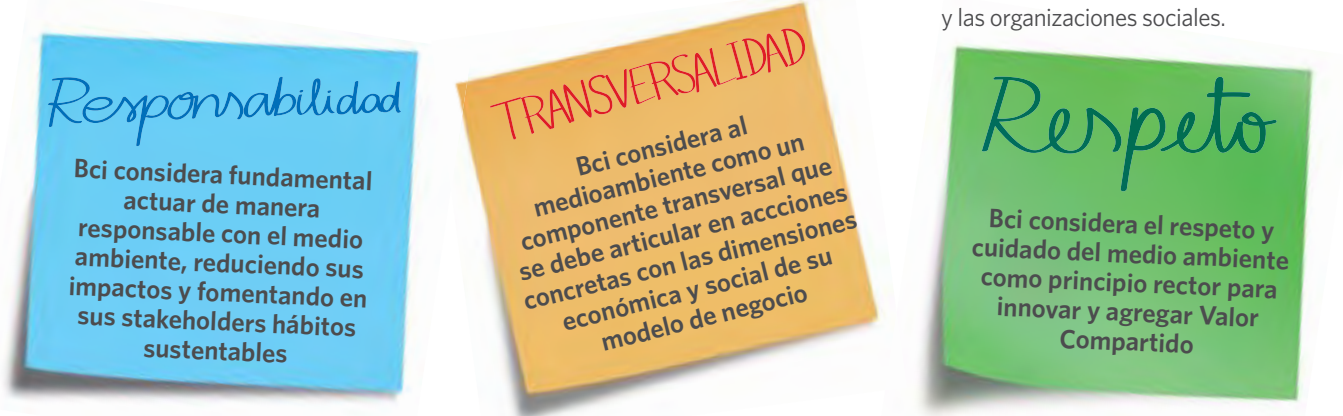 y las organizaciones sociales.
Responsabilidad
Bci considera fundamental
actuar de manera
responsable con el medio
ambiente, reduciendo sus
impactos y fomentando en
sus stakeholders hábitos
sustentables
TRANSVERSALIDAD
Bci considera al
medioambiente como un
componente transversal que
se debe articular en accciones
concretas con las dimensiones
económica y social de su
modelo de negocio
Respeto
Bci considera el respeto y
cuidado del medio ambiente
como principio rector para
innovar y agregar Valor
Compartido